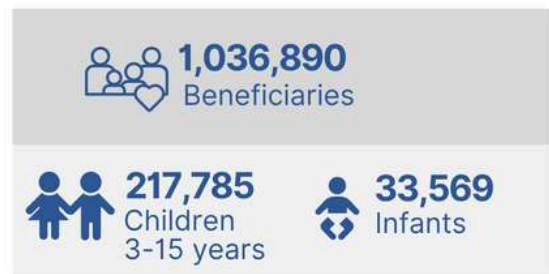 1,036,890
Beneficiaries
217,785
Children
3-15 years
33,569
Infants